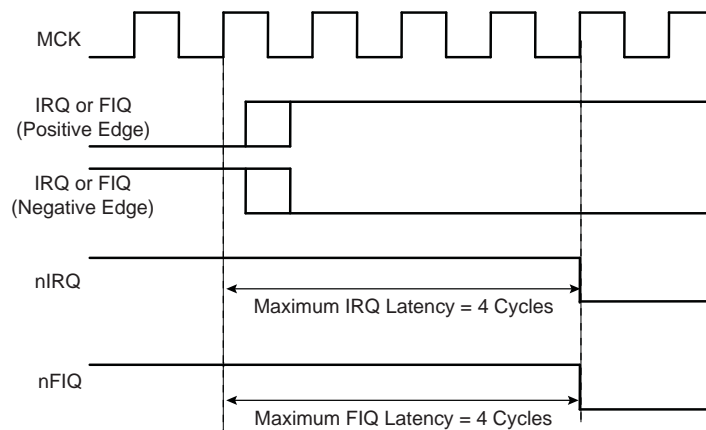 MCK
IRQ or FIQ
(Positive Edge)
IRQ or FIQ
(Negative Edge)
nIRQ
Maximum IRQ Latency = 4 Cycles
nFIQ
Maximum FIQ Latency = 4 Cycles